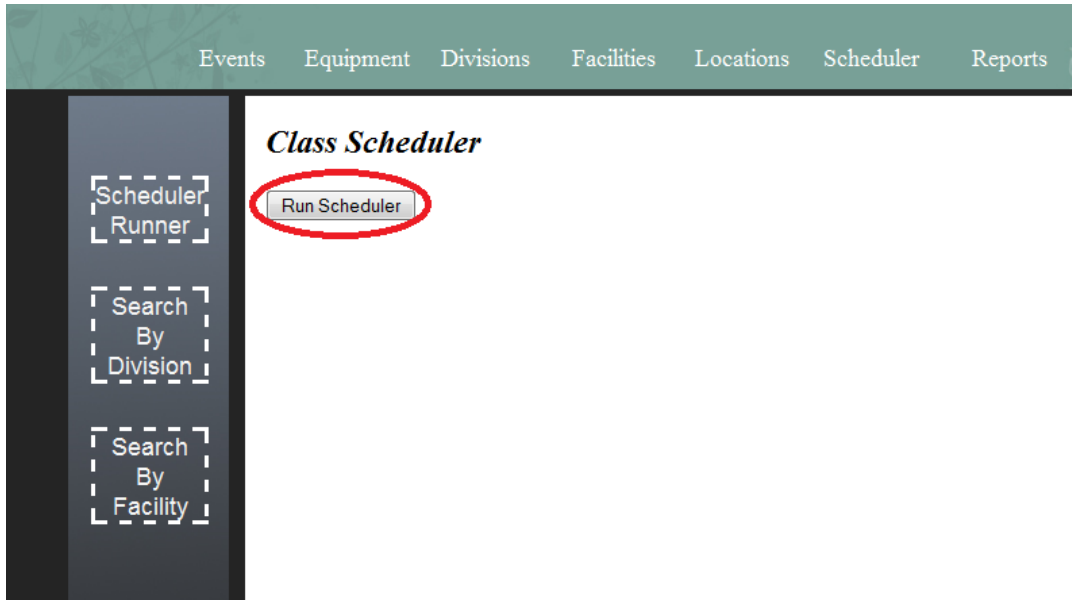 Events Equipment Divisions Facilities Locations Scheduler Reports
Class Scheduler
Run Scheduler
Scheduler
Runner
Search
By
Division
Search
By
Facility